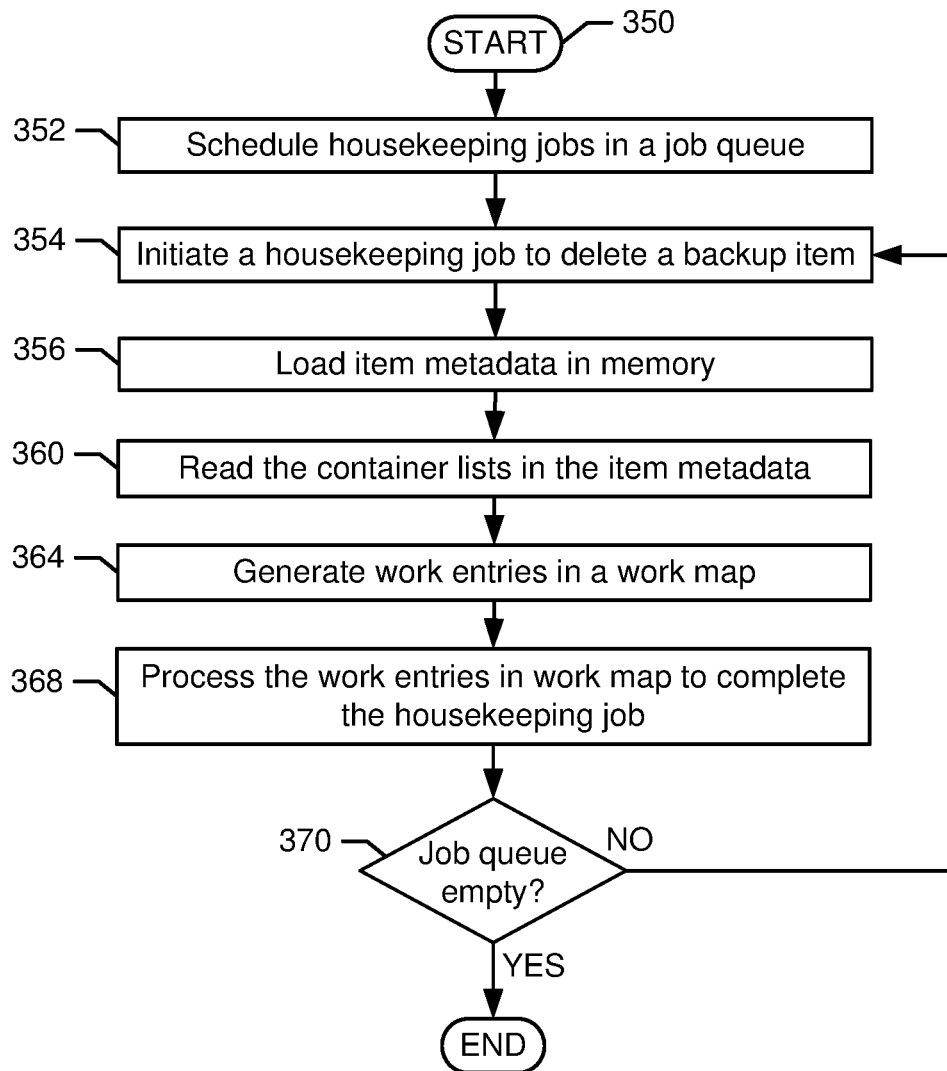 START
350
352
Schedule housekeeping jobs in a job queue
354
Initiate a housekeeping job to delete a backup item
356
Load item metadata in memory
360
Read the container lists in the item metadata
364
Generate work entries in a work map
368
Process the work entries in work map to complete
the housekeeping job
370
Job queue
empty?
NO
YES
END